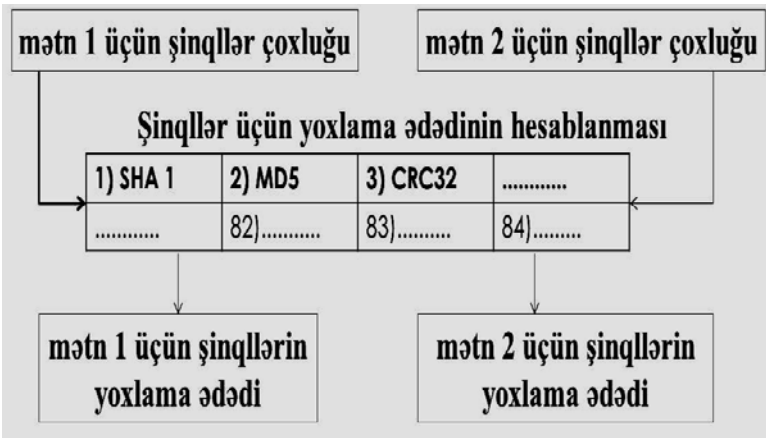 mətn 1 üçün şinqllər çoxluğu
mətn 2 üçün şinqllər çoxluğu
Şinqllər üçün yoxlama ədədinin hesablanması
1) SHA 1 2) MD5 3) CRC32 ............
............ 82)........... 83).......... 84).........
mətn 1 üçün şinqllərin
yoxlama ədədi
mətn 2 üçün şinqllərin
yoxlama ədədi